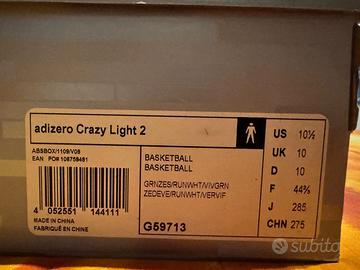 adizero Crazy Light 2
ABSBOX/1109/V08
EAN PO# 108759461
4 052551 144111
MADE IN CHINA
FABRIQUÉ EN CHINE
BASKETBALL
BASKETBALL
GRNZES/RUNWHT/VIVGRN
ZEDEVE/RUNWHT/VERVIF
G59713
US 10½
UK 10
D 10
F 44⅔
J 285
CHN 275
subito